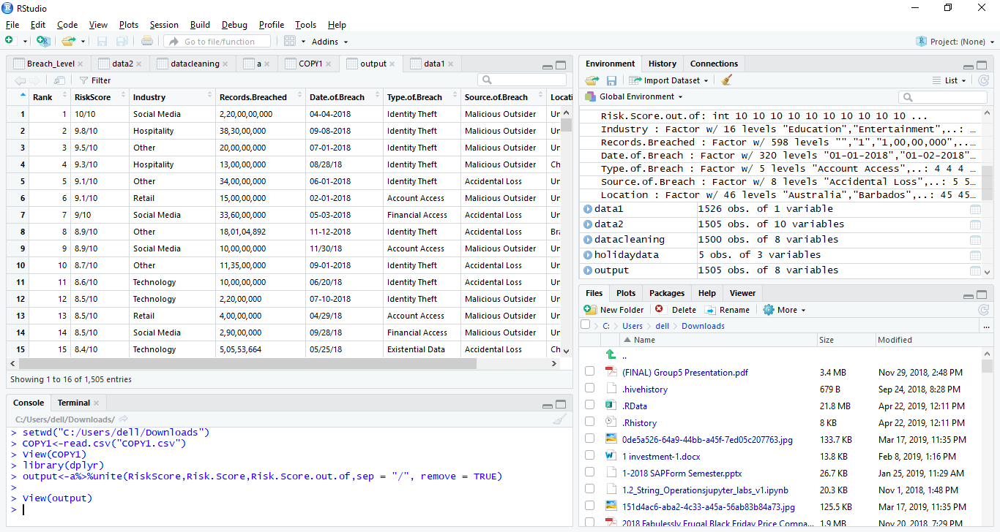 RStudio
File Edit Code View Plots Session Build Debug Profile Tools Help
Go to file/function Addins Project: (None)
Breach_Level data2 datacleaning a COPY1 output data1
Filter
Rank RiskScore Industry Records.Breached Date.of.Breach Type.of.Breach Source.of.Breach Locati
1 1 10/10 Social Media 2,20,00,00,000 04-04-2018 Identity Theft Malicious Outsider Un
2 2 9.8/10 Hospitality 38,30,00,000 09-08-2018 Identity Theft Malicious Outsider Un
3 3 9.5/10 Other 20,00,00,000 07-01-2018 Identity Theft Malicious Outsider Un
4 4 9.3/10 Hospitality 13,00,00,000 08/28/18 Identity Theft Malicious Outsider Ch
5 5 9.1/10 Other 34,00,00,000 06-01-2018 Identity Theft Accidental Loss Un
6 6 9.1/10 Retail 15,00,00,000 02-01-2018 Account Access Malicious Outsider Un
7 7 9/10 Social Media 33,60,00,000 05-03-2018 Financial Access Accidental Loss Un
8 8 8.9/10 Other 18,01,04,892 11-12-2018 Identity Theft Accidental Loss Bra
9 9 8.9/10 Social Media 10,00,00,000 11/30/18 Account Access Malicious Outsider Un
10 10 8.7/10 Other 11,35,00,000 09-01-2018 Identity Theft Accidental Loss Un
11 11 8.6/10 Technology 10,00,00,000 06/20/18 Identity Theft Accidental Loss Un
12 12 8.5/10 Technology 2,20,00,000 07-10-2018 Identity Theft Malicious Outsider Un
13 13 8.5/10 Retail 4,00,00,000 04/29/18 Account Access Malicious Outsider Un
14 14 8.5/10 Social Media 2,90,00,000 09/28/18 Financial Access Malicious Outsider Un
15 15 8.4/10 Technology 5,05,53,664 05/25/18 Existential Data Accidental Loss Ch
Showing 1 to 16 of 1,505 entries
Console Terminal
C:/Users/dell/Downloads/
> setwd("C:/Users/dell/Downloads")
> COPY1<-read.csv("COPY1.csv")
> View(COPY1)
> library(dplyr)
> output<-a%>%unite(RiskScore,Risk.Score,Risk.Score.out.of,sep = "/", remove = TRUE)
>
> View(output)
>
Environment History Connections
Import Dataset List
Global Environment
Risk.Score.out.of: int 10 10 10 10 10 10 10 10 10 10 ...
Industry : Factor w/ 16 levels "Education","Entertainment",..: …
Records.Breached : Factor w/ 598 levels "","1","1,00,00,000",..…
Date.of.Breach : Factor w/ 320 levels "01-01-2018","01-02-2018"…
Type.of.Breach : Factor w/ 5 levels "Account Access",..: 4 4 4 …
Source.of.Breach : Factor w/ 8 levels "Accidental Loss",..: 5 5…
Location : Factor w/ 46 levels "Australia","Barbados",..: 45 45…
data1 1526 obs. of 1 variable
data2 1505 obs. of 10 variables
datacleaning 1500 obs. of 8 variables
holidaydata 5 obs. of 3 variables
output 1505 obs. of 8 variables
Files Plots Packages Help Viewer
New Folder Delete Rename More
C: Users dell Downloads ...
Name Size Modified
..
(FINAL) Group5 Presentation.pdf 3.4 MB Nov 29, 2018, 2:48 PM
.hivehistory 679 B Sep 24, 2018, 8:28 PM
.RData 21.8 MB Apr 22, 2019, 12:11 PM
.Rhistory 8 KB Apr 22, 2019, 12:11 PM
0de5a526-64a9-44bb-a45f-7ed05c207763.jpg 133.7 KB Mar 17, 2019, 11:35 PM
1 investment-1.docx 13.8 KB Feb 8, 2019, 1:16 PM
1-2018 SAPForm Semester.pptx 26.7 KB Jan 25, 2019, 11:29 AM
1.2_String_Operationsjupyter_labs_v1.ipynb 20.3 KB Nov 1, 2018, 1:48 PM
151d4ac6-aba2-4c33-a45a-56ab83b84a73.jpg 125.5 KB Mar 17, 2019, 11:35 PM
2018 Fabulessly Frugal Black Friday Price Compa... 1.9 MB Nov 20, 2018, 7:29 PM